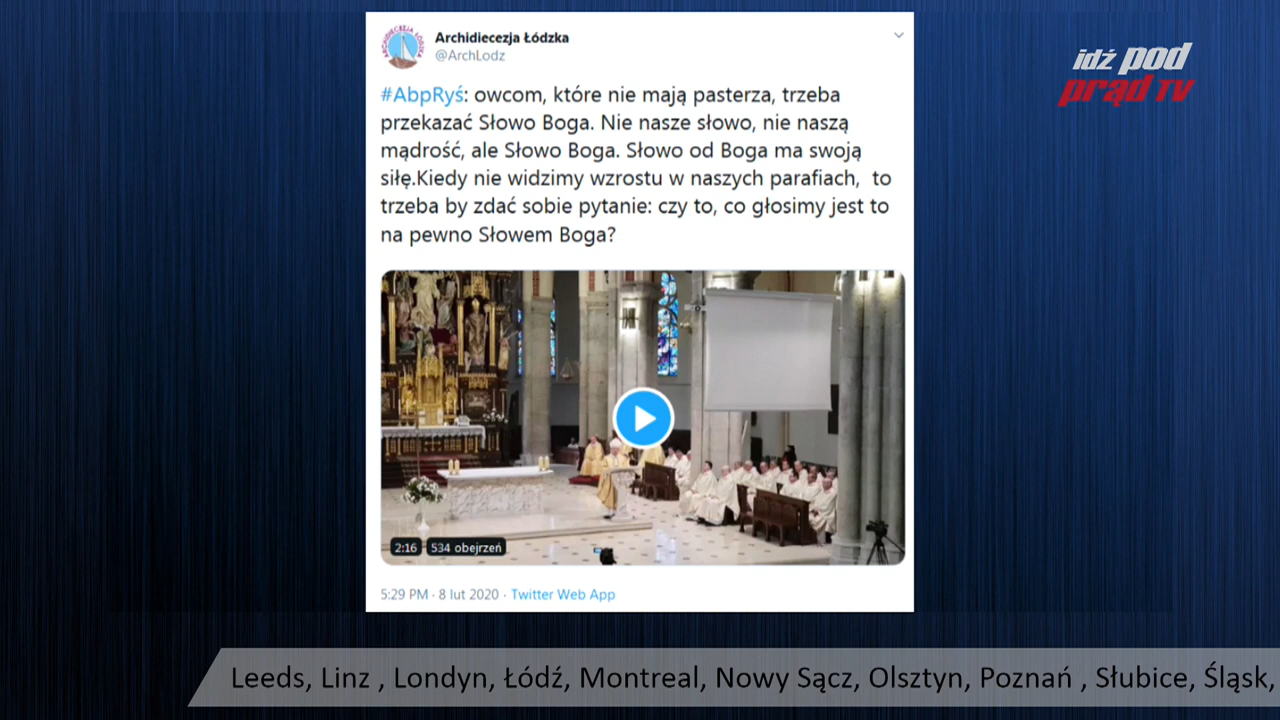 Archidiecezja Łódzka
@ArchLodz
#AbpRyś: owcom, które nie mają pasterza, trzeba
przekazać Słowo Boga. Nie nasze słowo, nie naszą
mądrość, ale Słowo Boga. Słowo od Boga ma swoją
siłę.Kiedy nie widzimy wzrostu w naszych parafiach,  to
trzeba by zdać sobie pytanie: czy to, co głosimy jest to
na pewno Słowem Boga?
2:16
534 obejrzeń
5:29 PM · 8 lut 2020 · Twitter Web App
idź pod
prąd TV
Leeds, Linz , Londyn, Łódź, Montreal, Nowy Sącz, Olsztyn, Poznań , Słubice, Śląsk,